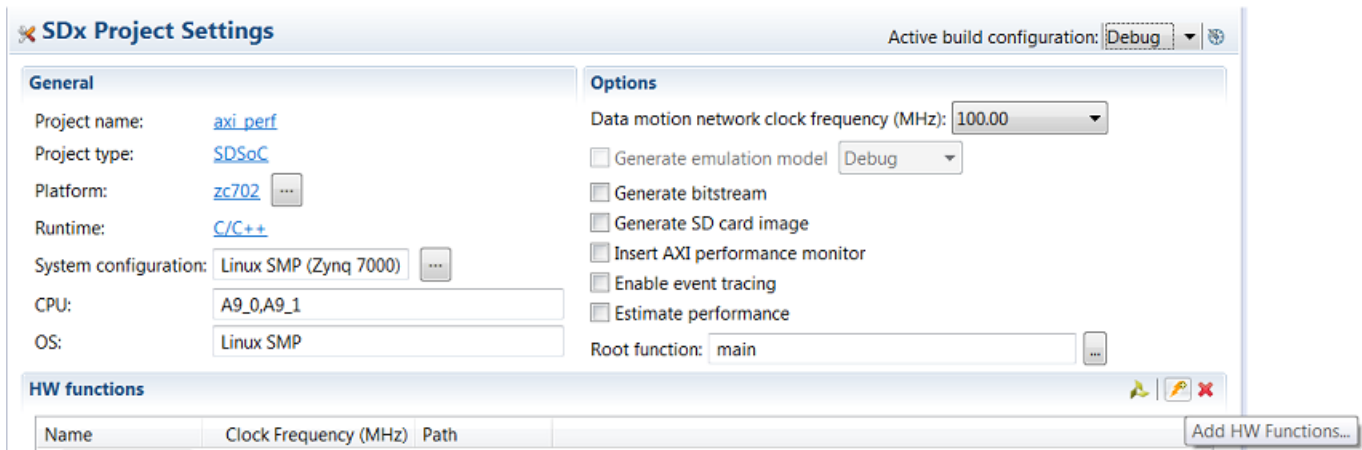 SDx Project Settings
Active build configuration: Debug
General
Project name: axi_perf
Project type: SDSoC
Platform: zc702 ...
Runtime: C/C++
System configuration: Linux SMP (Zynq 7000) ...
CPU: A9_0,A9_1
OS: Linux SMP
Options
Data motion network clock frequency (MHz): 100.00
Generate emulation model Debug
Generate bitstream
Generate SD card image
Insert AXI performance monitor
Enable event tracing
Estimate performance
Root function: main ...
HW functions
Add HW Functions...
Name Clock Frequency (MHz) Path